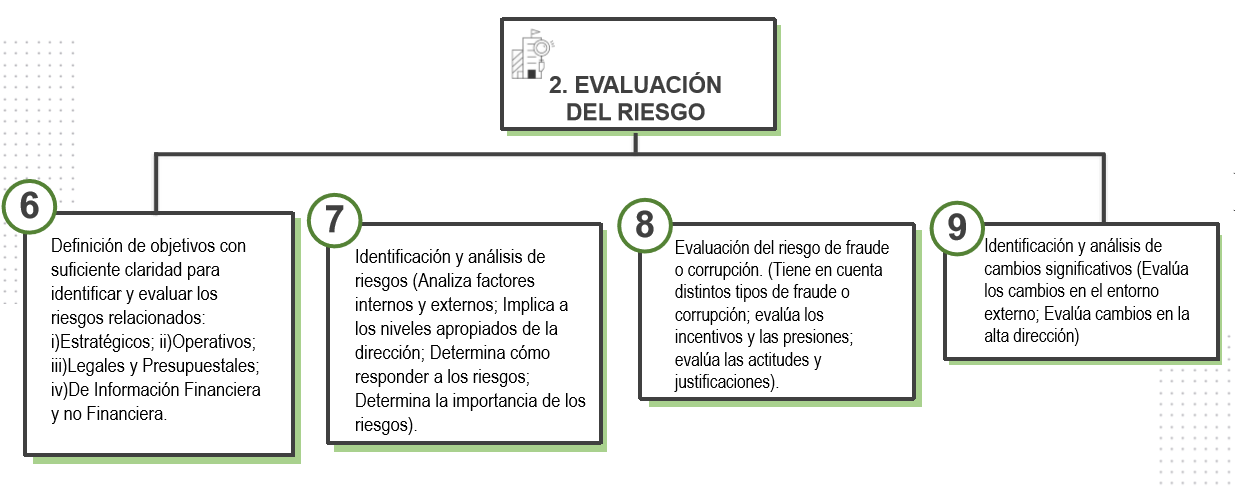 2. EVALUACIÓN
DEL RIESGO
6
Definición de objetivos con
suficiente claridad para
identificar y evaluar los
riesgos relacionados:
i)Estratégicos; ii)Operativos;
iii)Legales y Presupuestales;
iv)De Información Financiera
y no Financiera.
7
Identificación y análisis de
riesgos (Analiza factores
internos y externos; Implica a
los niveles apropiados de la
dirección; Determina cómo
responder a los riesgos;
Determina la importancia de los
riesgos).
8
Evaluación del riesgo de fraude
o corrupción. (Tiene en cuenta
distintos tipos de fraude o
corrupción; evalúa los
incentivos y las presiones;
evalúa las actitudes y
justificaciones).
9
Identificación y análisis de
cambios significativos (Evalúa
los cambios en el entorno
externo; Evalúa cambios en la
alta dirección)